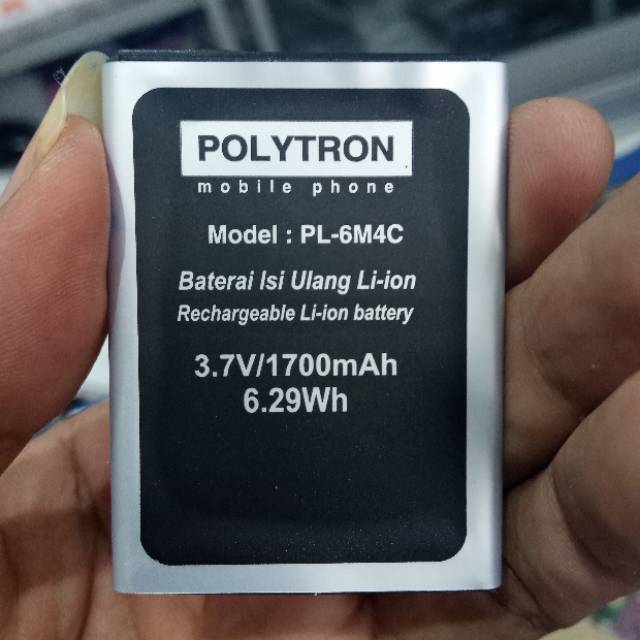 POLYTRON
mobile phone
Model : PL-6M4C
Baterai Isi Ulang Li-ion
Rechargeable Li-ion battery
3.7V/1700mAh
6.29Wh